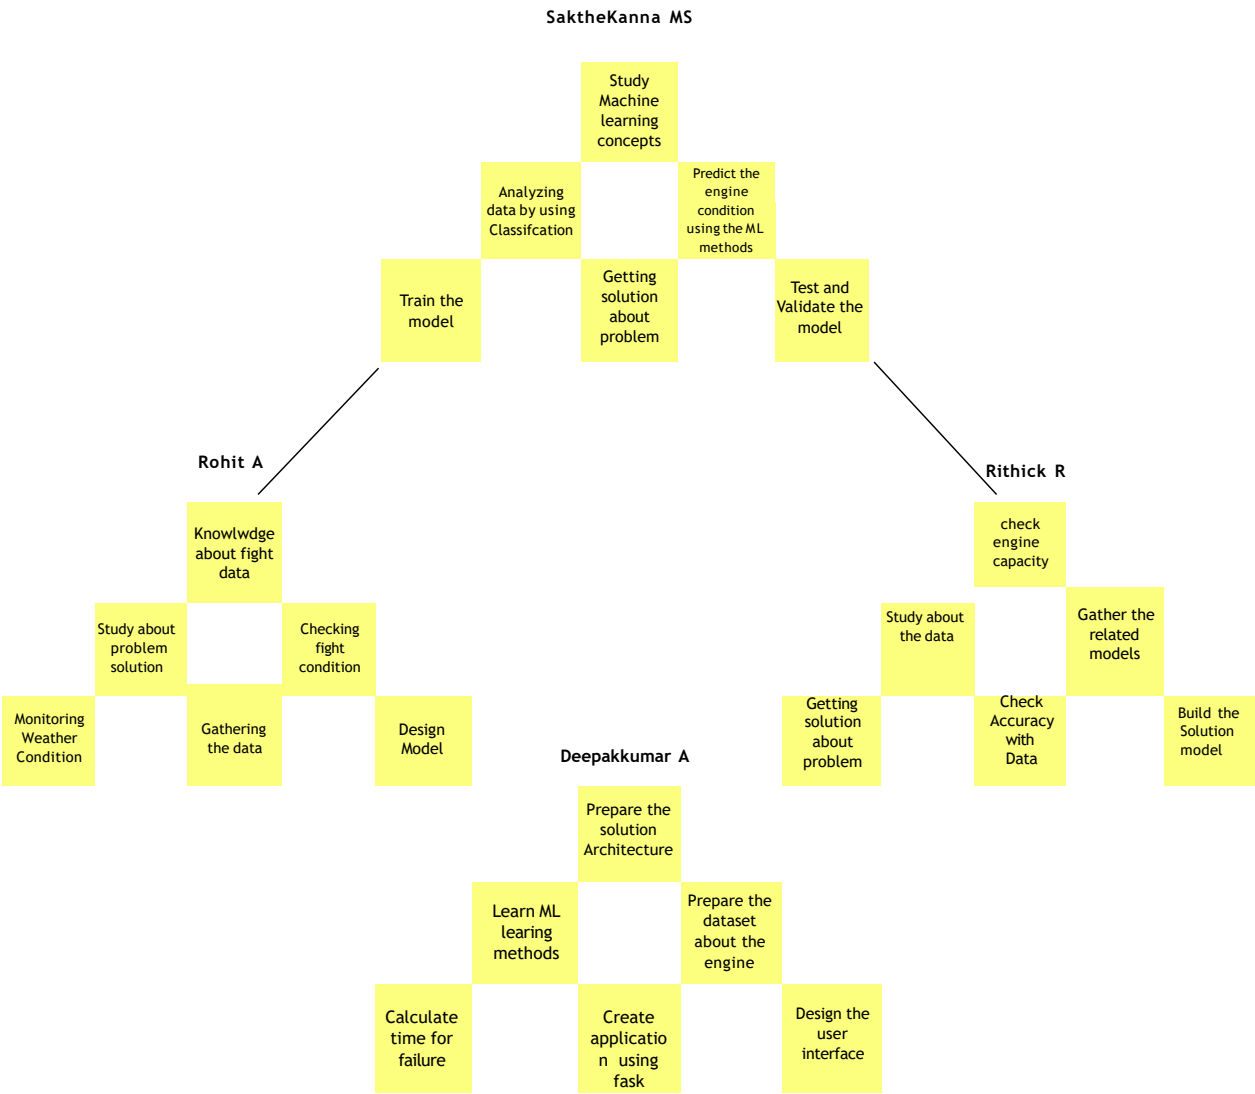 SaktheKanna MS
Study
Machine
learning
concepts
Analyzing
data by using
Classifcation
Predict the
engine
condition
using the ML
methods
Train the
model
Getting
solution
about
problem
Test and
Validate the
model
Rohit A
Knowlwdge
about fight
data
Study about
problem
solution
Checking
fight
condition
Monitoring
Weather
Condition
Gathering
the data
Design
Model
Rithick R
check
engine
capacity
Study about
the data
Gather the
related
models
Getting
solution
about
problem
Check
Accuracy
with
Data
Build the
Solution
model
Deepakkumar A
Prepare the
solution
Architecture
Learn ML
learing
methods
Prepare the
dataset
about the
engine
Calculate
time for
failure
Create
applicatio
n using
fask
Design the
user
interface